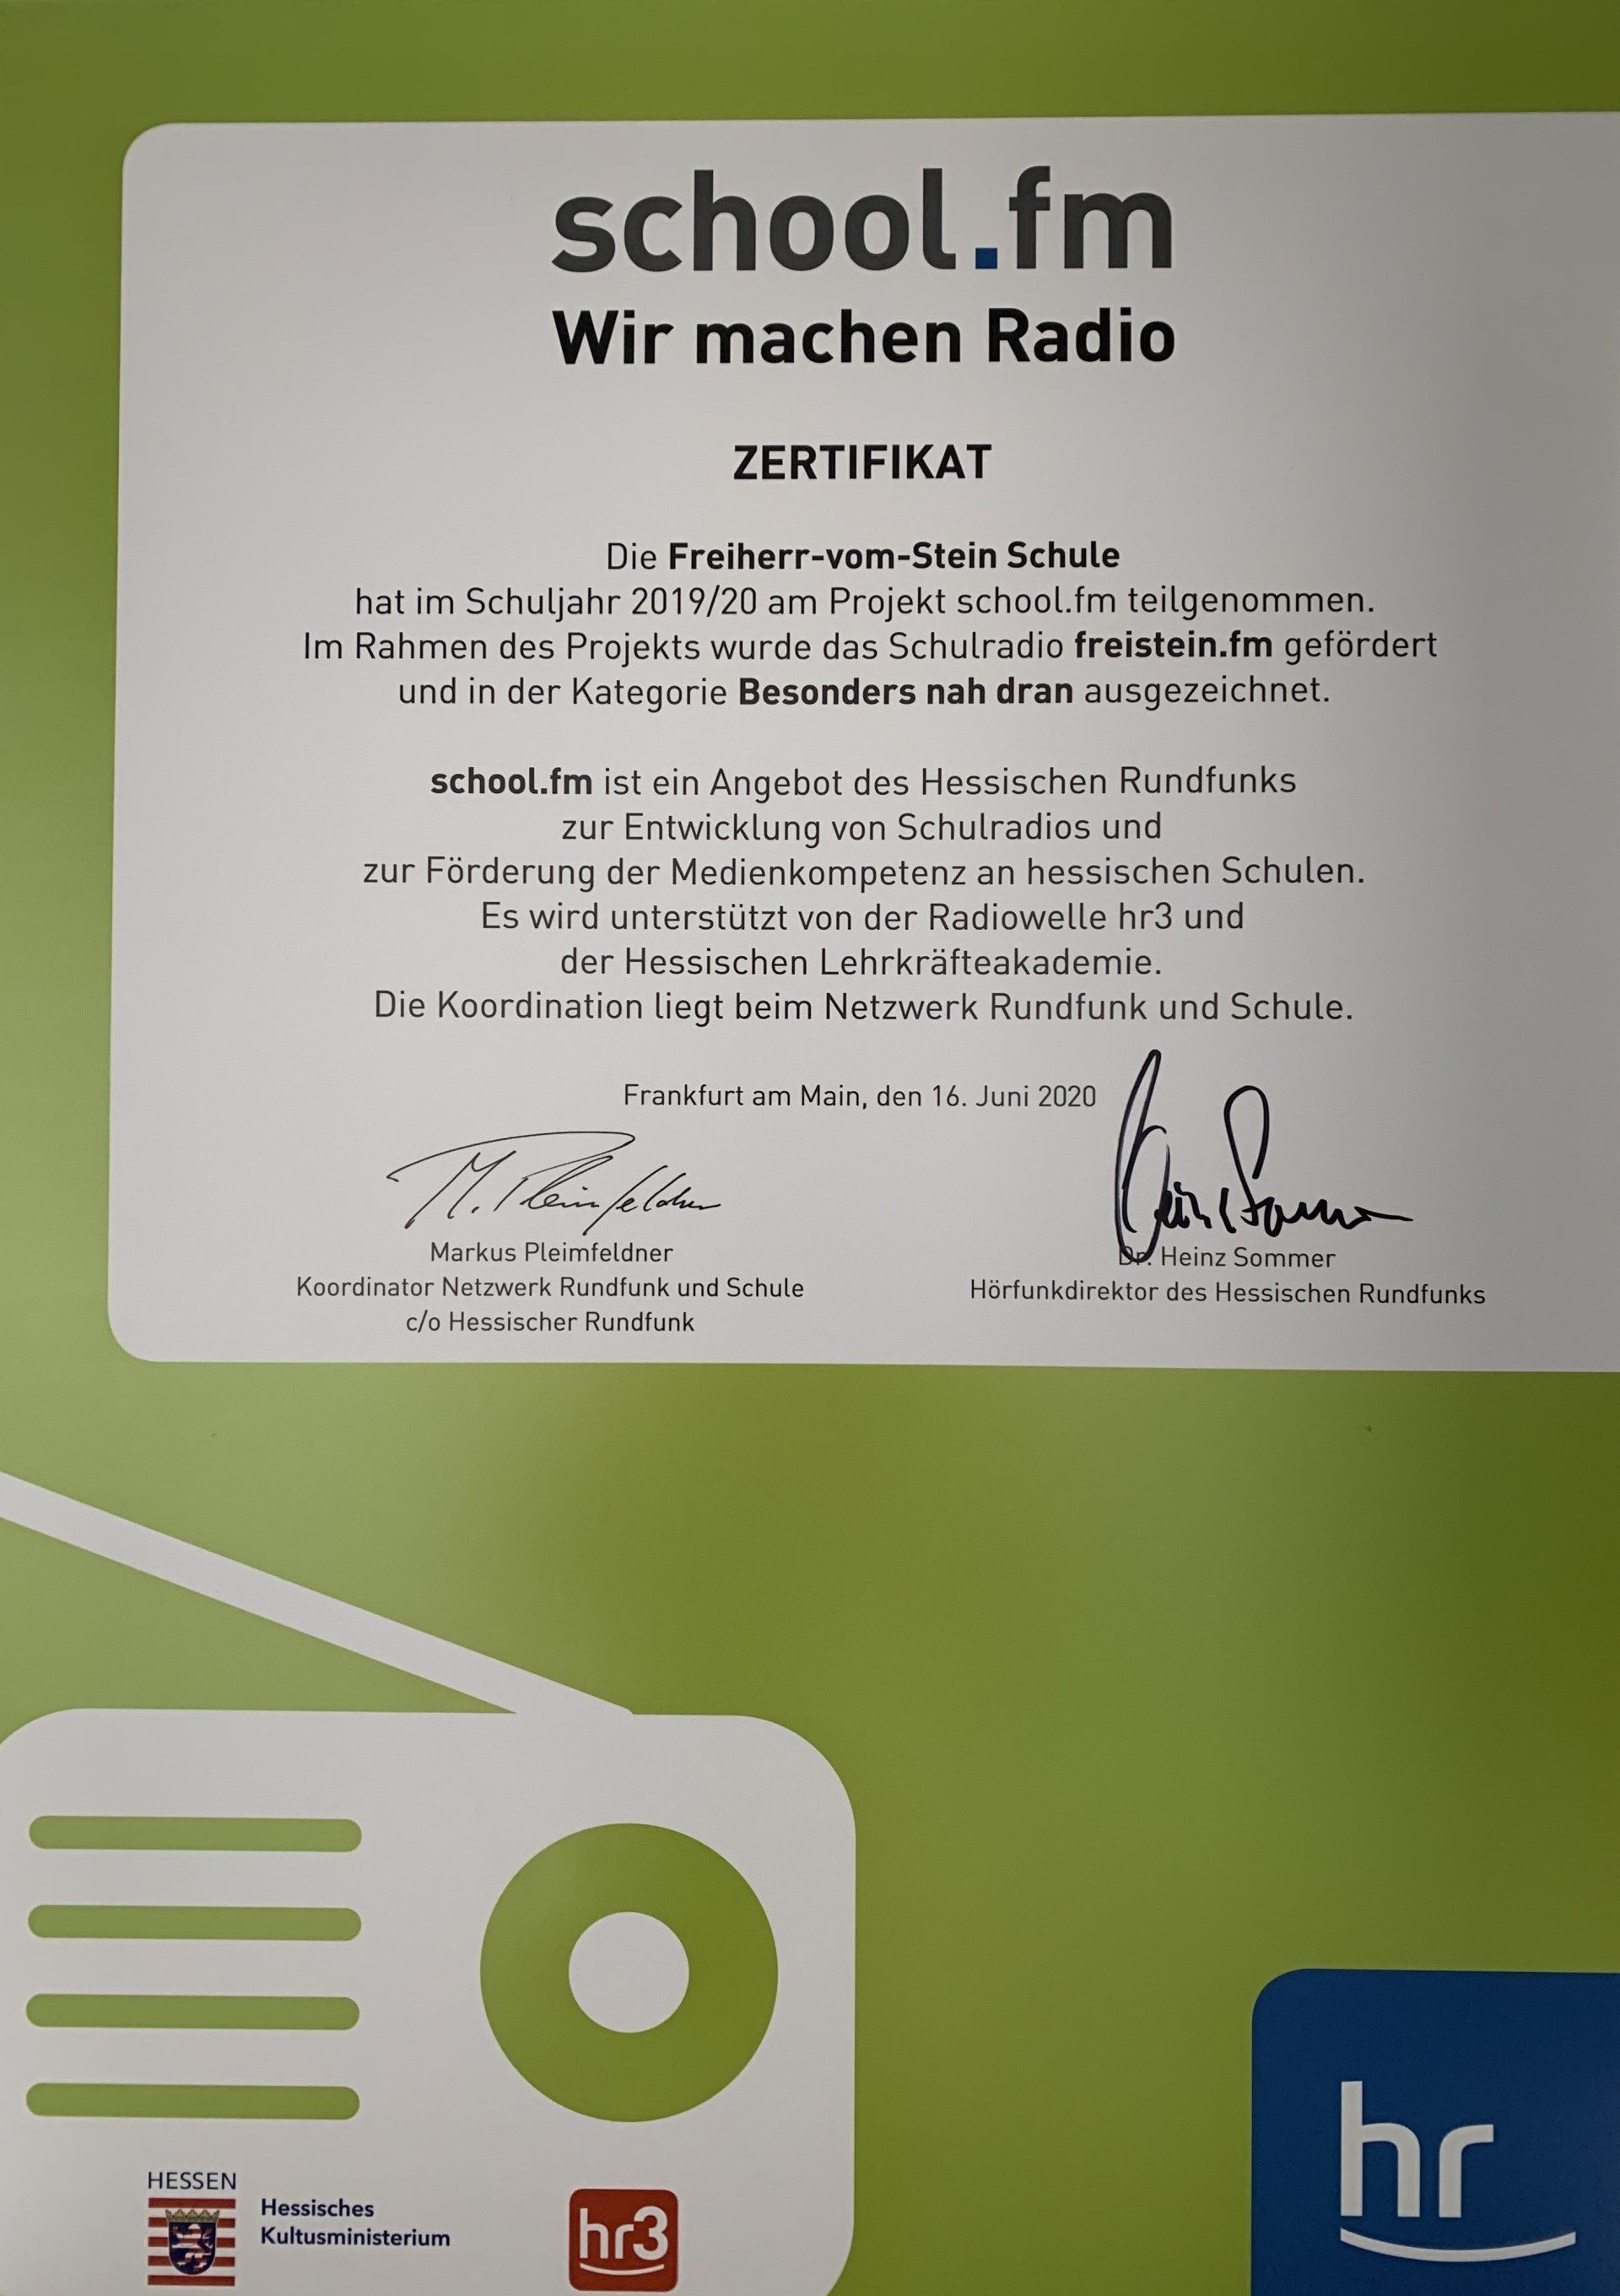 school.fm
Wir machen Radio
ZERTIFIKAT
Die Freiherr-vom-Stein Schule
hat im Schuljahr 2019/20 am Projekt school.fm teilgenommen.
Im Rahmen des Projekts wurde das Schulradio freistein.fm gefördert
und in der Kategorie Besonders nah dran ausgezeichnet.
school.fm ist ein Angebot des Hessischen Rundfunks
zur Entwicklung von Schulradios und
zur Förderung der Medienkompetenz an hessischen Schulen.
Es wird unterstützt von der Radiowelle hr3 und
der Hessischen Lehrkräfteakademie.
Die Koordination liegt beim Netzwerk Rundfunk und Schule.
Frankfurt am Main, den 16. Juni 2020
M. Pleimfeldner
Markus Pleimfeldner
Koordinator Netzwerk Rundfunk und Schule
c/o Hessischer Rundfunk
Heinz Sommer
Dr. Heinz Sommer
Hörfunkdirektor des Hessischen Rundfunks
HESSEN
Hessisches
Kultusministerium
hr3
hr